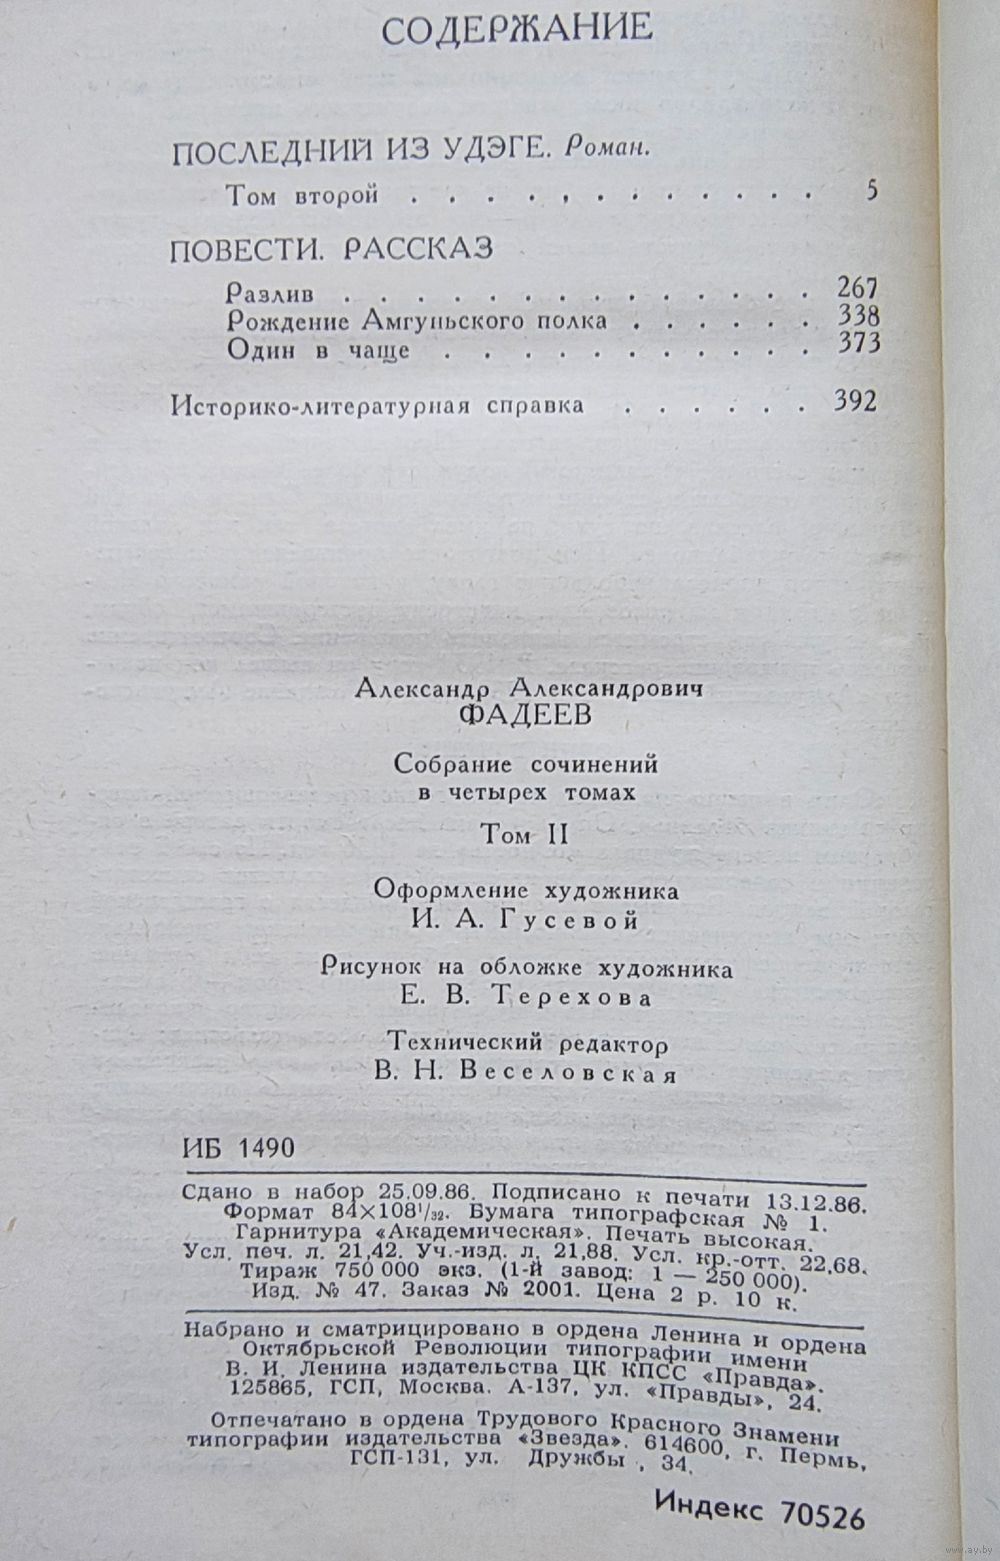 СОДЕРЖАНИЕ
ПОСЛЕДНИЙ ИЗ УДЭГЕ. Роман.
Том второй . . . . . . . . . . . . 5
ПОВЕСТИ. РАССКАЗ
Разлив . . . . . . . . . . . . . . 267
Рождение Амгуньского полка . . . . . . 338
Один в чаще . . . . . . . . . . . 373
Историко-литературная справка . . . . . . 392
Александр Александрович
ФАДЕЕВ
Собрание сочинений
в четырех томах
Том II
Оформление художника
И. А. Гусевой
Рисунок на обложке художника
Е. В. Терехова
Технический редактор
В. Н. Веселовская
ИБ 1490
Сдано в набор 25.09.86. Подписано к печати 13.12.86.
Формат 84×108¹/₃₂. Бумага типографская № 1.
Гарнитура «Академическая». Печать высокая.
Усл. печ. л. 21,42. Уч.-изд. л. 21,88. Усл. кр.-отт. 22,68.
Тираж 750 000 экз. (1-й завод: 1 — 250 000).
Изд. № 47. Заказ № 2001. Цена 2 р. 10 к.
Набрано и сматрицировано в ордена Ленина и ордена
Октябрьской Революции типографии имени
В. И. Ленина издательства ЦК КПСС «Правда».
125865, ГСП, Москва. А-137, ул. «Правды», 24.
Отпечатано в ордена Трудового Красного Знамени
типографии издательства «Звезда». 614600, г. Пермь,
ГСП-131, ул. Дружбы , 34.
Индекс 70526
www.ay.by